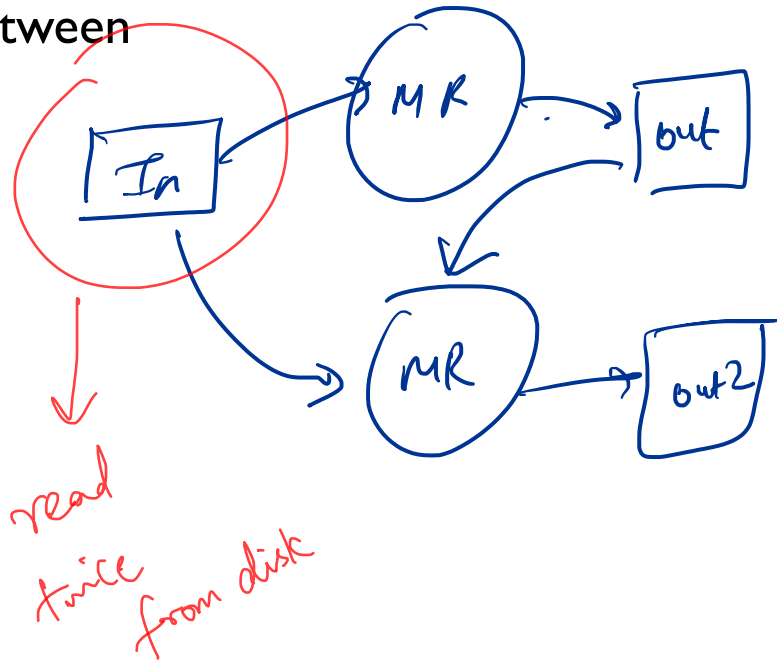 tween
MR
out
In
MR
out2
read
twice
from disk